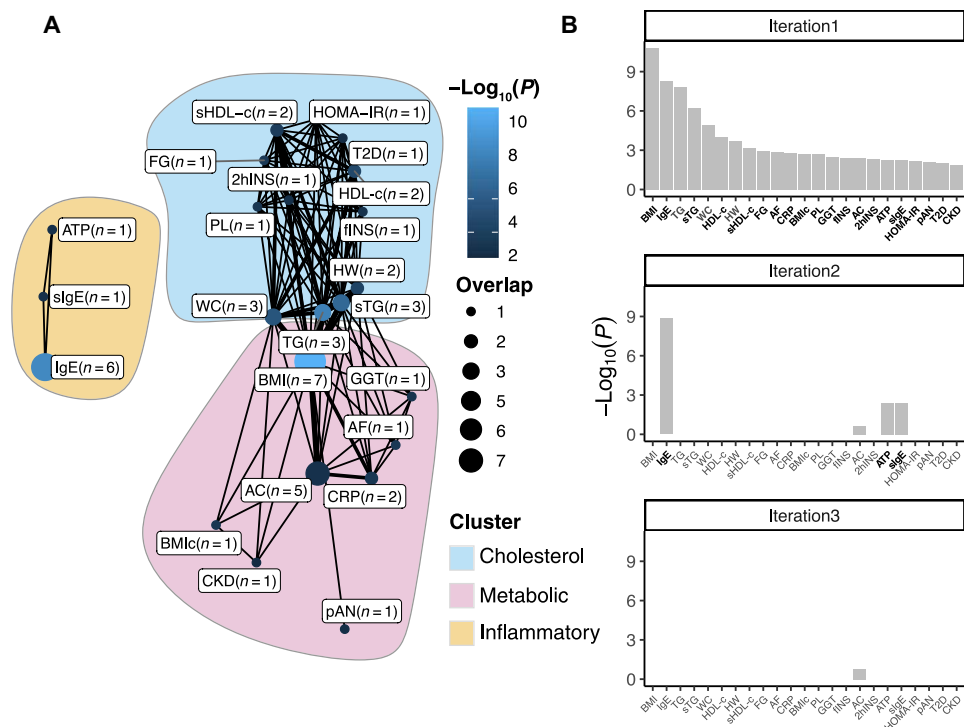 A
sHDL−c(n = 2)
HOMA−IR(n = 1)
FG(n = 1)
T2D(n = 1)
2hINS(n = 1)
HDL−c(n = 2)
PL(n = 1)
fINS(n = 1)
ATP(n = 1)
HW(n = 2)
sIgE(n = 1)
WC(n = 3)
sTG(n = 3)
TG(n = 3)
IgE(n = 6)
BMI(n = 7)
GGT(n = 1)
AF(n = 1)
AC(n = 5)
CRP(n = 2)
BMIc(n = 1)
CKD(n = 1)
pAN(n = 1)
−Log10(P)
10
8
6
4
2
Overlap
1
2
3
5
6
7
Cluster
Cholesterol
Metabolic
Inflammatory
B
−Log10(P)
Iteration1
9
6
3
0
BMI
IgE
TG
sTG
WC
HDL-c
HW
sHDL-c
FG
AF
CRP
BMIc
PL
GGT
fINS
AC
2hINS
ATP
sIgE
HOMA-IR
pAN
T2D
CKD
Iteration2
9
6
3
0
BMI
IgE
TG
sTG
WC
HDL-c
HW
sHDL-c
FG
AF
CRP
BMIc
PL
GGT
fINS
AC
2hINS
ATP
sIgE
HOMA-IR
pAN
T2D
CKD
Iteration3
9
6
3
0
BMI
IgE
TG
sTG
WC
HDL-c
HW
sHDL-c
FG
AF
CRP
BMIc
PL
GGT
fINS
AC
2hINS
ATP
sIgE
HOMA-IR
pAN
T2D
CKD